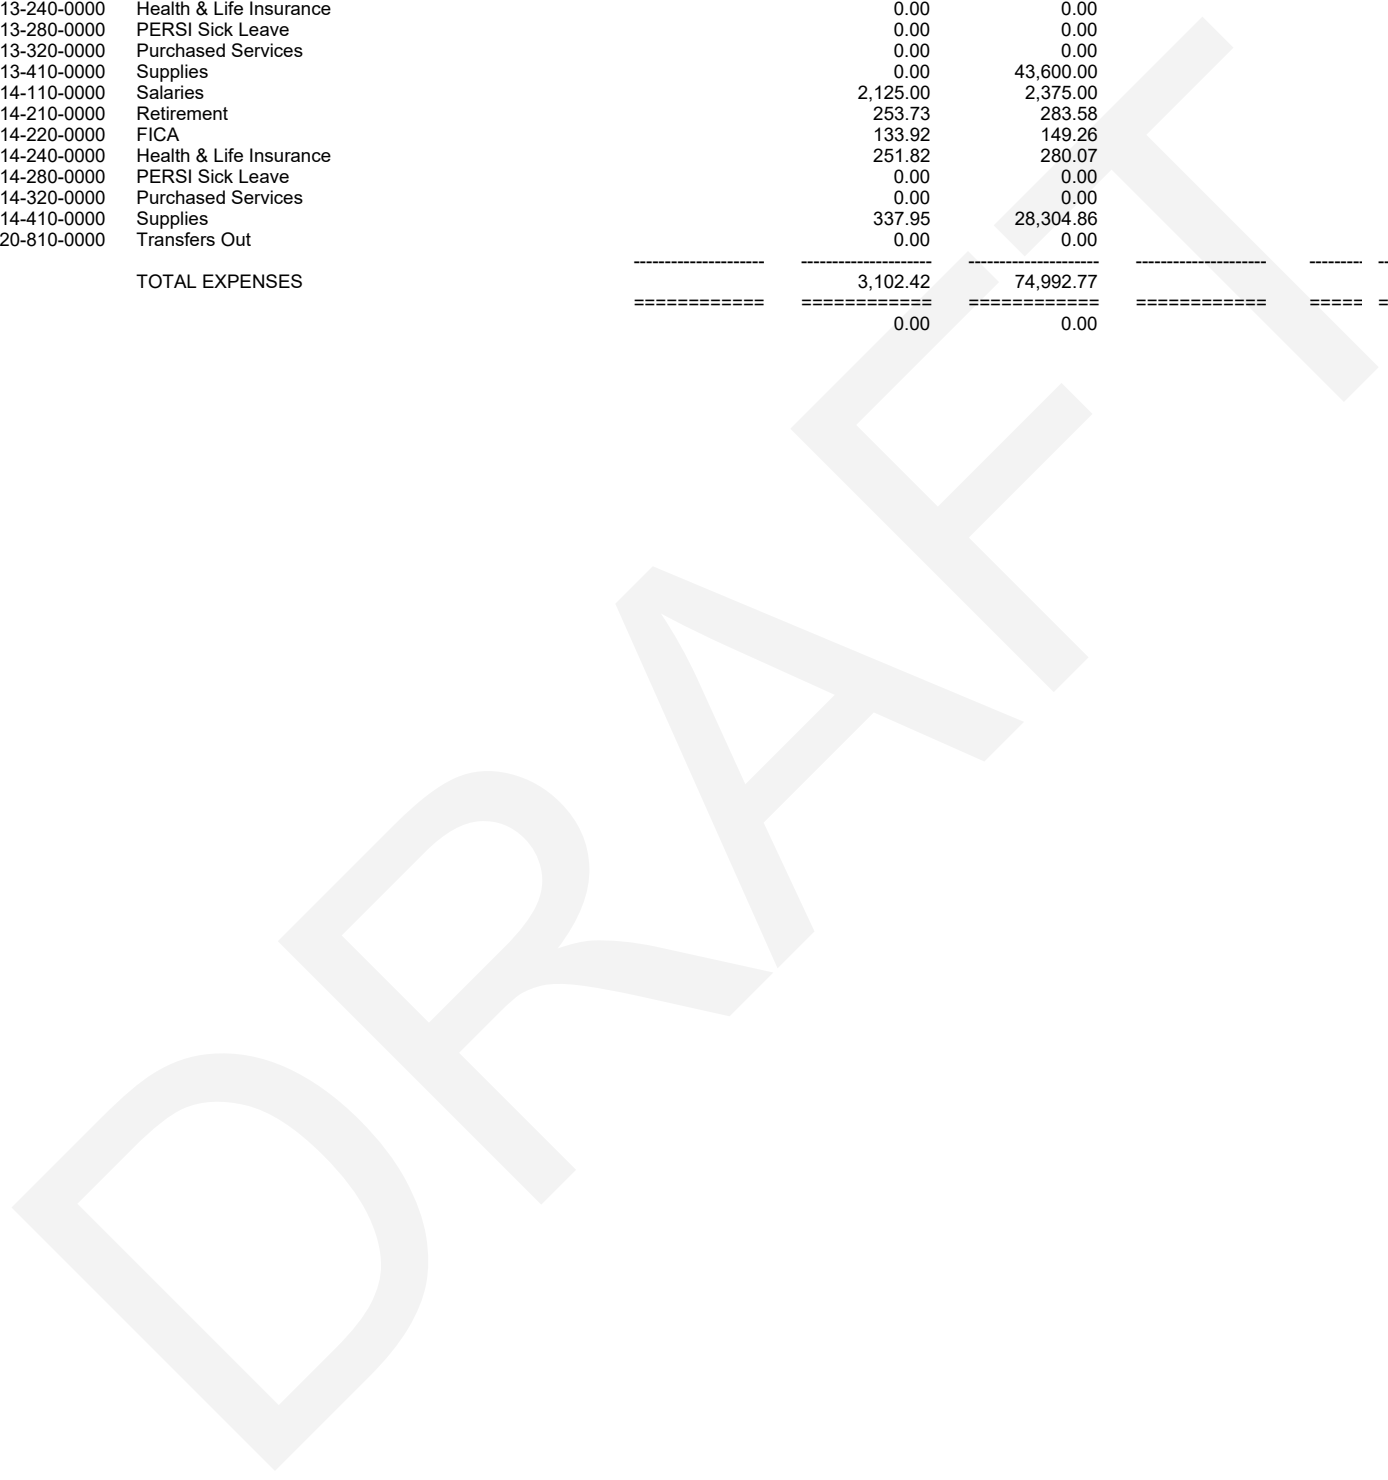 13-240-0000 Health & Life Insurance 0.00 0.00
13-280-0000 PERSI Sick Leave 0.00 0.00
13-320-0000 Purchased Services 0.00 0.00
13-410-0000 Supplies 0.00 43,600.00
14-110-0000 Salaries 2,125.00 2,375.00
14-210-0000 Retirement 253.73 283.58
14-220-0000 FICA 133.92 149.26
14-240-0000 Health & Life Insurance 251.82 280.07
14-280-0000 PERSI Sick Leave 0.00 0.00
14-320-0000 Purchased Services 0.00 0.00
14-410-0000 Supplies 337.95 28,304.86
20-810-0000 Transfers Out 0.00 0.00
--------------------- --------------------- --------------------- --------------------- -------- --
TOTAL EXPENSES 3,102.42 74,992.77
============ ============ ============ ============ ===== =
0.00 0.00
DRAFT